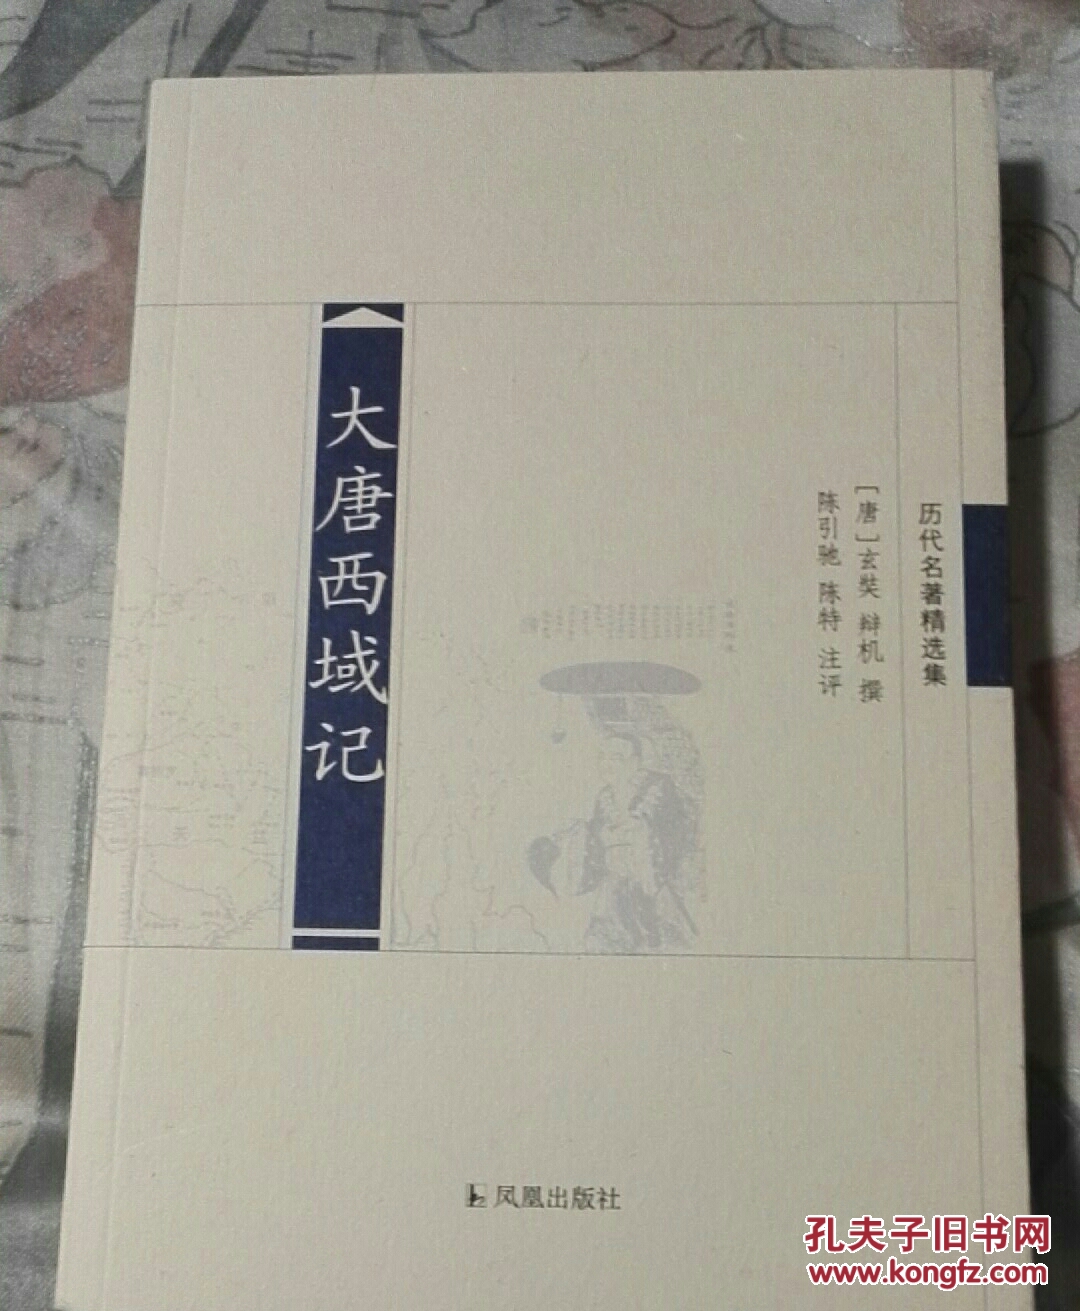 历代名著精选集
[唐]玄奘 辩机 撰
陈引驰 陈特 注评
大唐西域记
凤凰出版社
孔夫子旧书网
www.kongfz.com